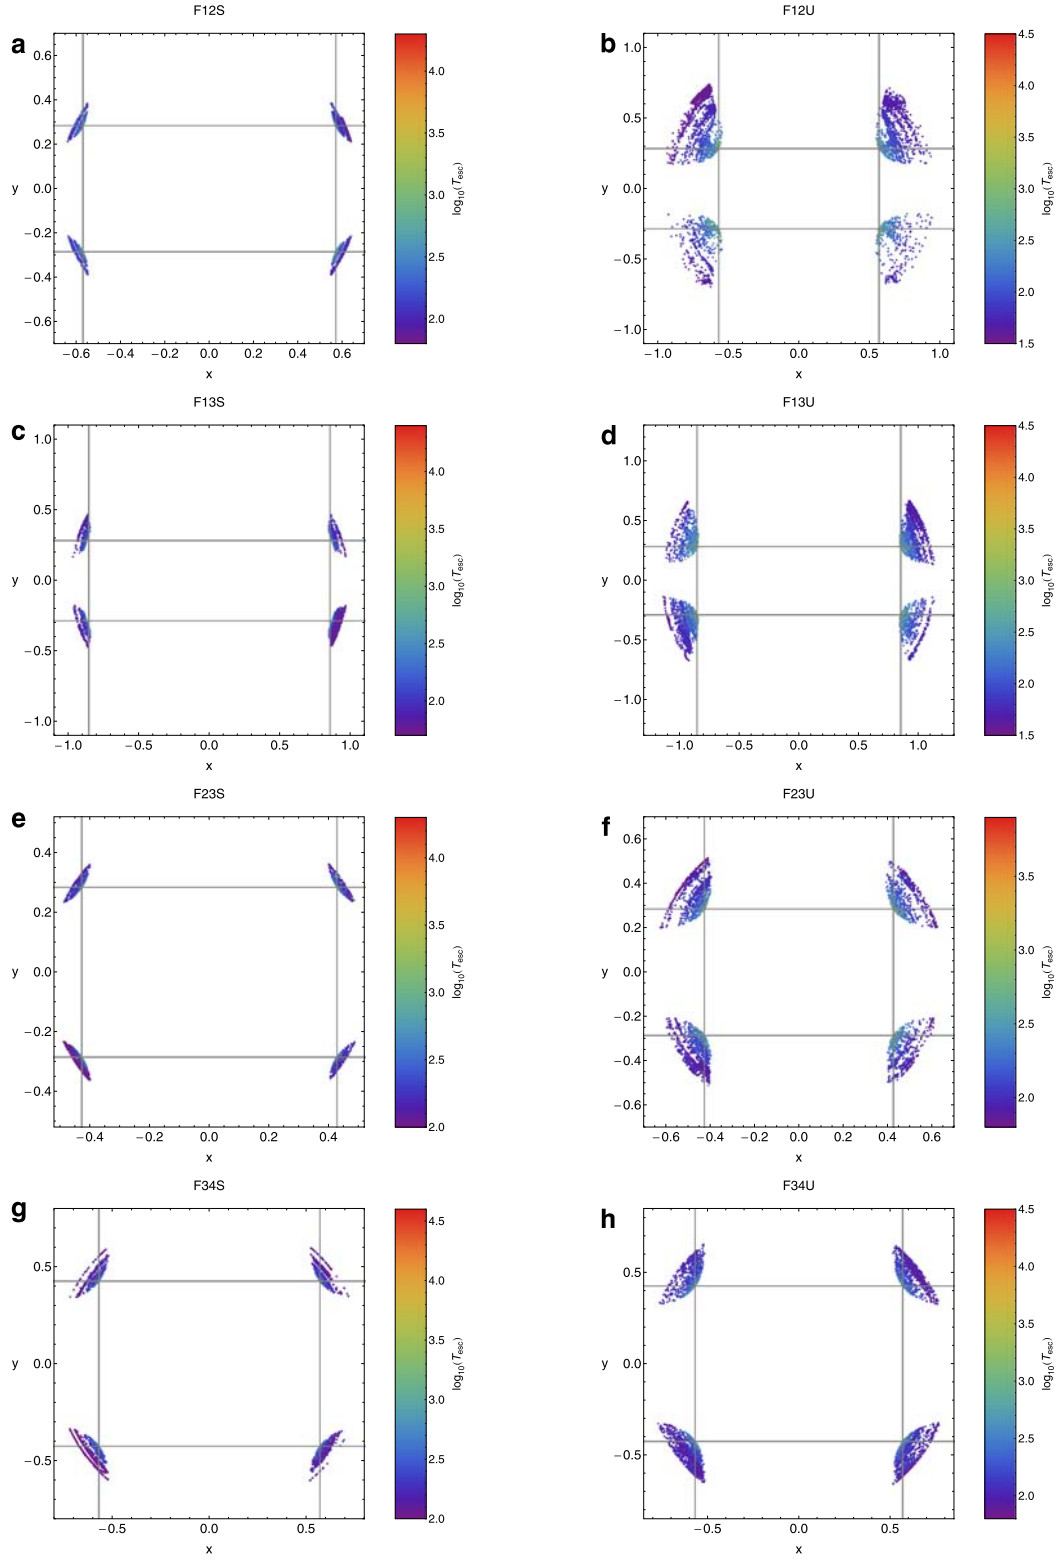 F12S
a
0.6
0.4
0.2
y 0.0
−0.2
−0.4
−0.6
−0.6 −0.4 −0.2 0.0 0.2 0.4 0.6
x
4.0
3.5
3.0
2.5
2.0
log10(Tesc)
F12U
b
1.0
0.5
y 0.0
−0.5
−1.0
−1.0 −0.5 0.0 0.5 1.0
x
4.5
4.0
3.5
3.0
2.5
2.0
1.5
log10(Tesc)
F13S
c
1.0
0.5
y 0.0
−0.5
−1.0
−1.0 −0.5 0.0 0.5 1.0
x
4.0
3.5
3.0
2.5
2.0
log10(Tesc)
F13U
d
1.0
0.5
y 0.0
−0.5
−1.0
−1.0 −0.5 0.0 0.5 1.0
x
4.5
4.0
3.5
3.0
2.5
2.0
1.5
log10(Tesc)
F23S
e
0.4
0.2
y 0.0
−0.2
−0.4
−0.4 −0.2 0.0 0.2 0.4
x
4.0
3.5
3.0
2.5
2.0
log10(Tesc)
F23U
f
0.6
0.4
0.2
y 0.0
−0.2
−0.4
−0.6
−0.6 −0.4 −0.2 0.0 0.2 0.4 0.6
x
3.5
3.0
2.5
2.0
log10(Tesc)
F34S
g
0.5
y 0.0
−0.5
−0.5 0.0 0.5
x
4.5
4.0
3.5
3.0
2.5
2.0
log10(Tesc)
F34U
h
0.5
y 0.0
−0.5
−0.5 0.0 0.5
x
4.5
4.0
3.5
3.0
2.5
2.0
log10(Tesc)